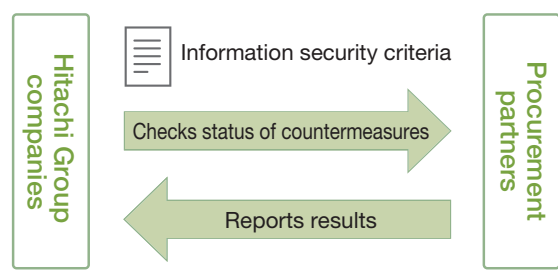 Hitachi Group
companies
Information security criteria
Checks status of countermeasures
Reports results
Procurement
partners